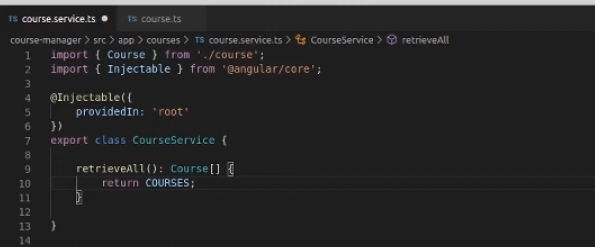 TS course.service.ts ● TS course.ts
course-manager > src > app > courses > TS course.service.ts > CourseService > retrieveAll
1 import { Course } from './course';
2 import { Injectable } from '@angular/core';
3
4 @Injectable({
5     providedIn: 'root'
6 })
7 export class CourseService {
8
9     retrieveAll(): Course[] {
10         return COURSES;
11     }
12
13 }
14